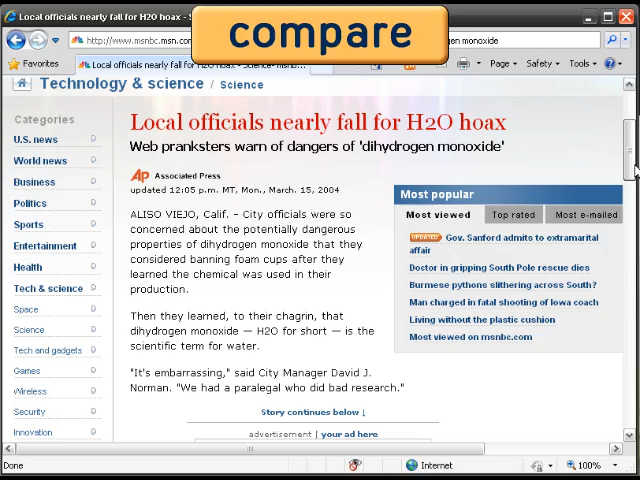 Local officials nearly fall for H2O hoax - S
compare
http://www.msnbc.msn.com
gen monoxide
Favorites
Local officials nearly fall for H2O hoax - Science- msnb...
Page
Safety
Tools
Technology & science / Science
Categories
U.S. news
World news
Business
Politics
Sports
Entertainment
Health
Tech & science
Space
Science
Tech and gadgets
Games
Wireless
Security
Innovation
Local officials nearly fall for H2O hoax
Web pranksters warn of dangers of 'dihydrogen monoxide'
AP Associated Press
updated 12:05 p.m. MT, Mon., March. 15, 2004
ALISO VIEJO, Calif. - City officials were so
concerned about the potentially dangerous
properties of dihydrogen monoxide that they
considered banning foam cups after they
learned the chemical was used in their
production.
Then they learned, to their chagrin, that
dihydrogen monoxide — H2O for short — is the
scientific term for water.
"It's embarrassing," said City Manager David J.
Norman. "We had a paralegal who did bad research."
Story continues below ↓
advertisement | your ad here
Most popular
Most viewed
Top rated
Most e-mailed
UPDATED Gov. Sanford admits to extramarital
affair
Doctor in gripping South Pole rescue dies
Burmese pythons slithering across South?
Man charged in fatal shooting of Iowa coach
Living without the plastic cushion
Most viewed on msnbc.com
Done
Internet
100%